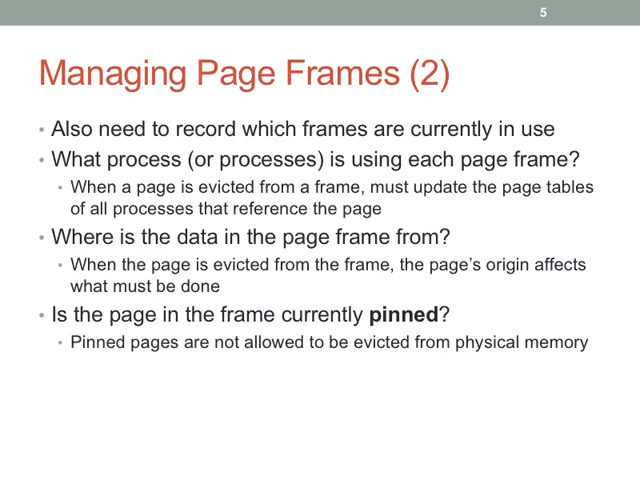 5
Managing Page Frames (2)
• Also need to record which frames are currently in use
• What process (or processes) is using each page frame?
• When a page is evicted from a frame, must update the page tables
of all processes that reference the page
• Where is the data in the page frame from?
• When the page is evicted from the frame, the page's origin affects
what must be done
• Is the page in the frame currently pinned?
• Pinned pages are not allowed to be evicted from physical memory